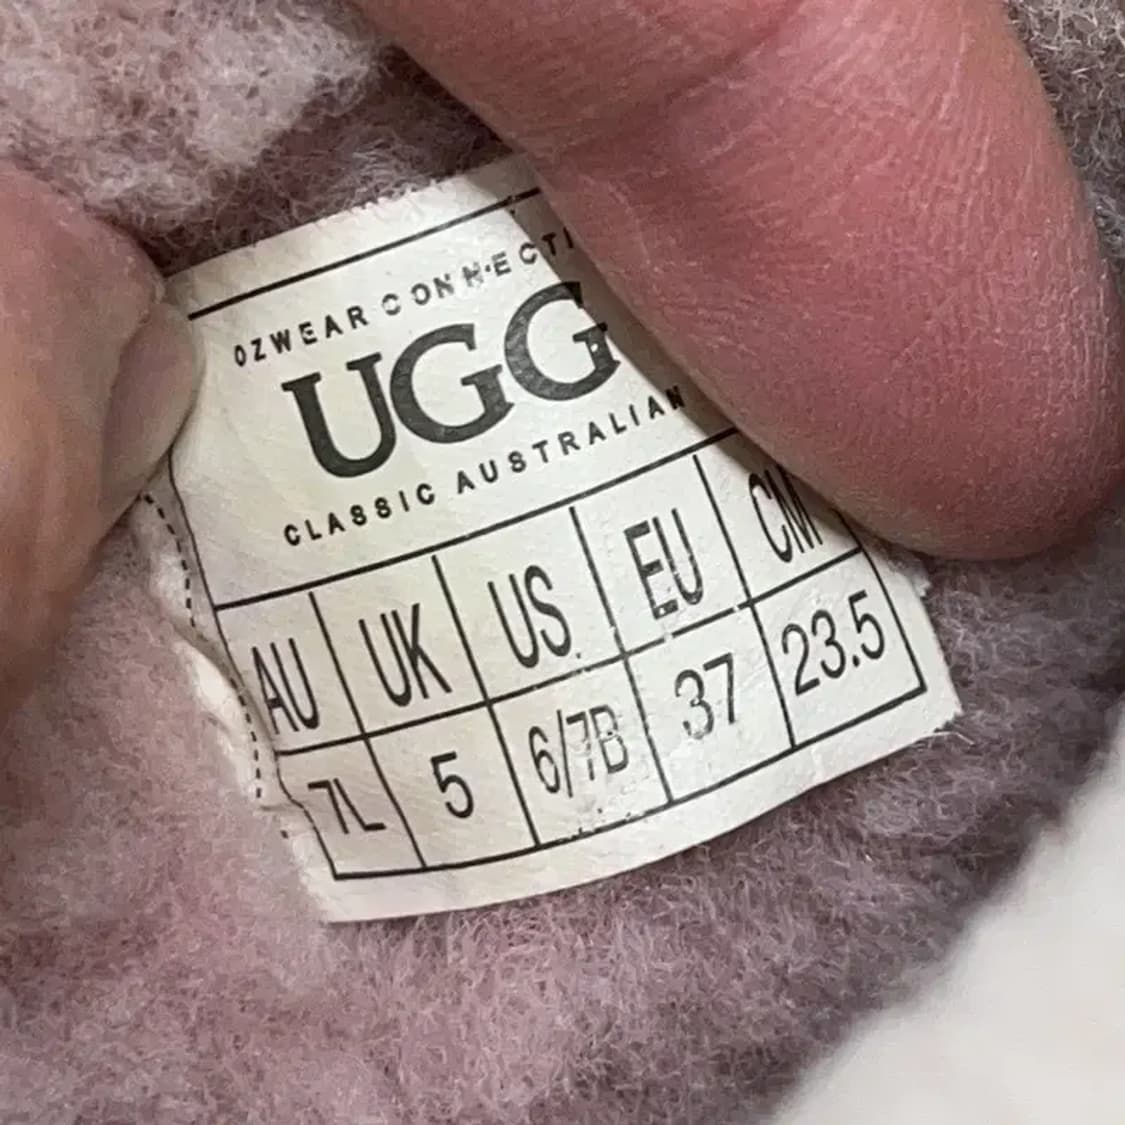 OZWEAR CONNECTI
UGG
CLASSIC AUSTRALIAN
AU UK US EU CM
7L 5 6/7B 37 23.5